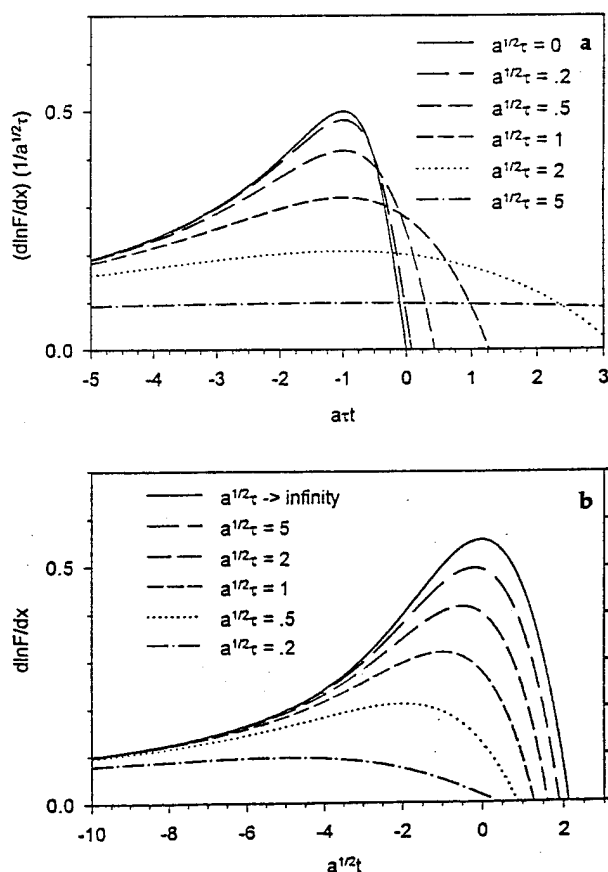 a
a^{1/2}τ = 0
a^{1/2}τ = .2
a^{1/2}τ = .5
a^{1/2}τ = 1
a^{1/2}τ = 2
a^{1/2}τ = 5
(dlnF/dx) (1/a^{1/2}τ)
0.5
0.0
-5 -4 -3 -2 -1 0 1 2 3
aτt
b
a^{1/2}τ -> infinity
a^{1/2}τ = 5
a^{1/2}τ = 2
a^{1/2}τ = 1
a^{1/2}τ = .5
a^{1/2}τ = .2
dlnF/dx
0.5
0.0
-10 -8 -6 -4 -2 0 2
a^{1/2}t